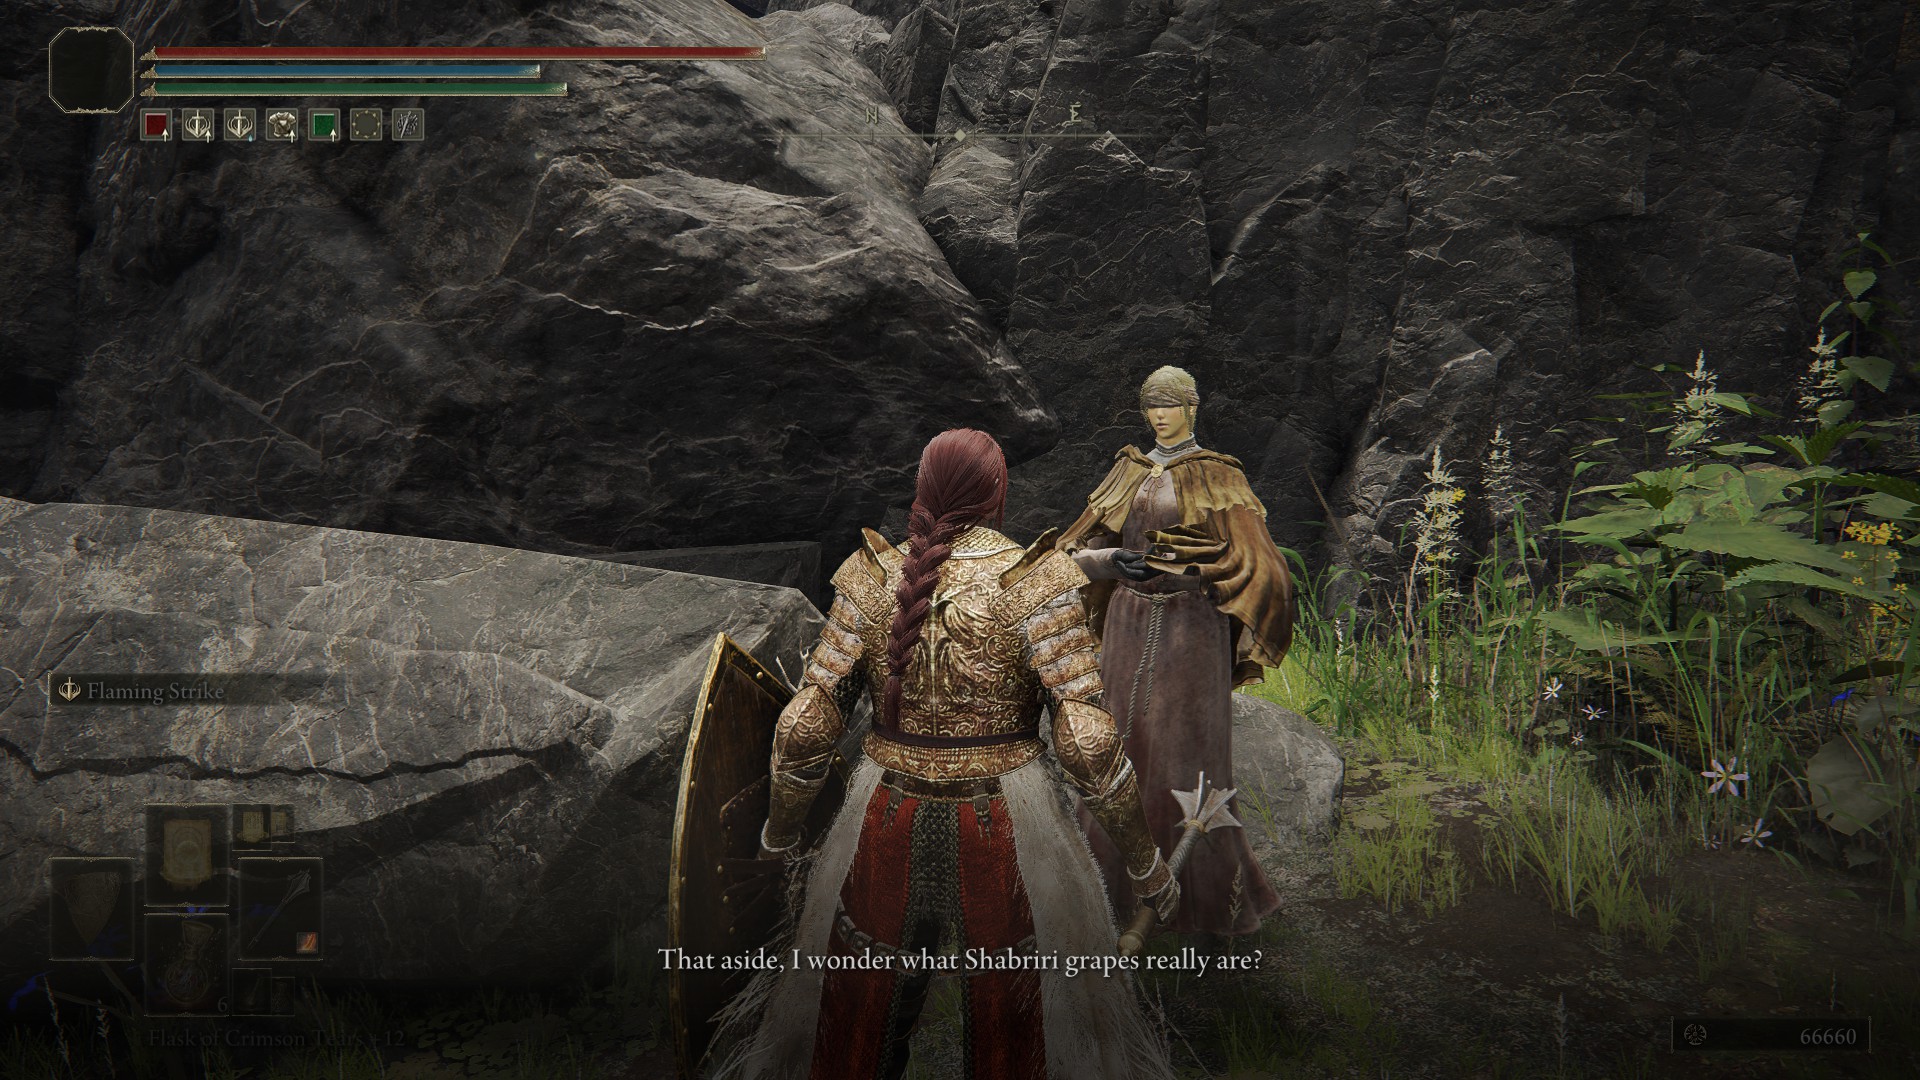 N
E
Flaming Strike
That aside, I wonder what Shabriri grapes really are?
6
Flask of Crimson Tears +12
66660